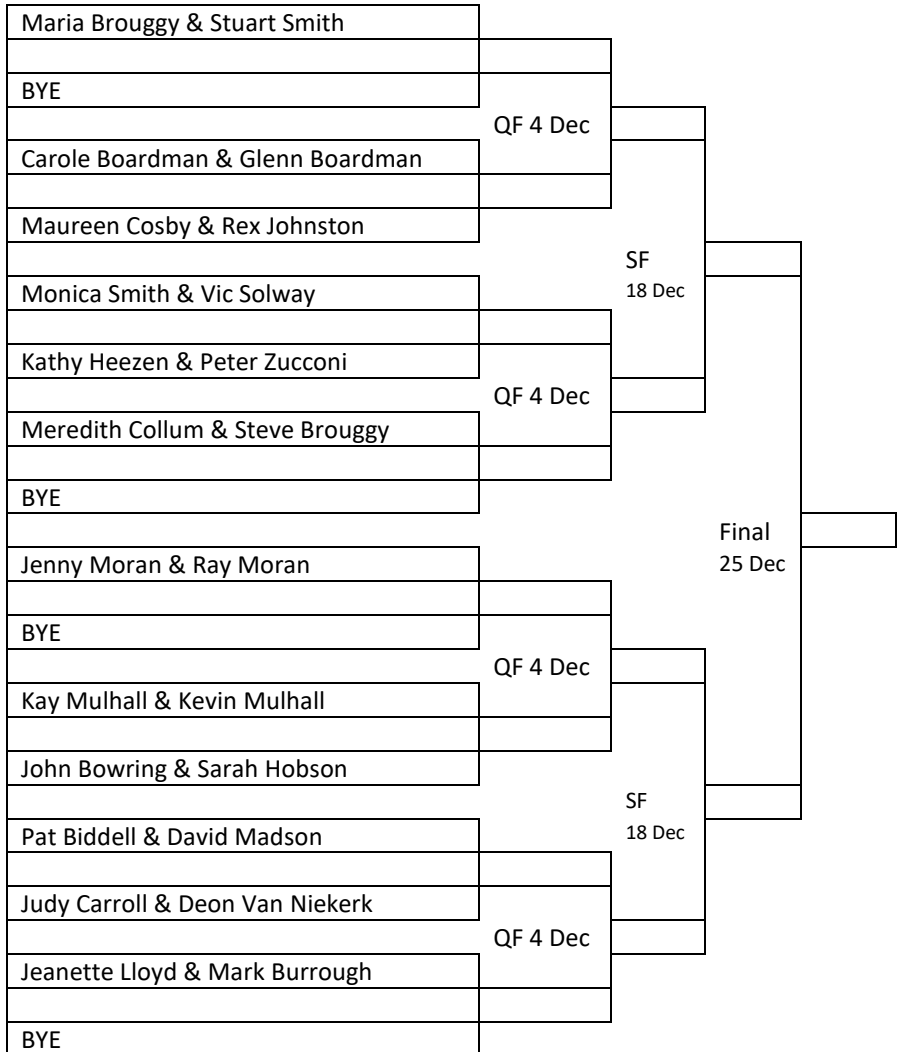 Maria Brouggy & Stuart Smith
BYE
QF 4 Dec
Carole Boardman & Glenn Boardman
Maureen Cosby & Rex Johnston
SF
18 Dec
Monica Smith & Vic Solway
Kathy Heezen & Peter Zucconi
QF 4 Dec
Meredith Collum & Steve Brouggy
BYE
Final
25 Dec
Jenny Moran & Ray Moran
BYE
QF 4 Dec
Kay Mulhall & Kevin Mulhall
John Bowring & Sarah Hobson
SF
18 Dec
Pat Biddell & David Madson
Judy Carroll & Deon Van Niekerk
QF 4 Dec
Jeanette Lloyd & Mark Burrough
BYE